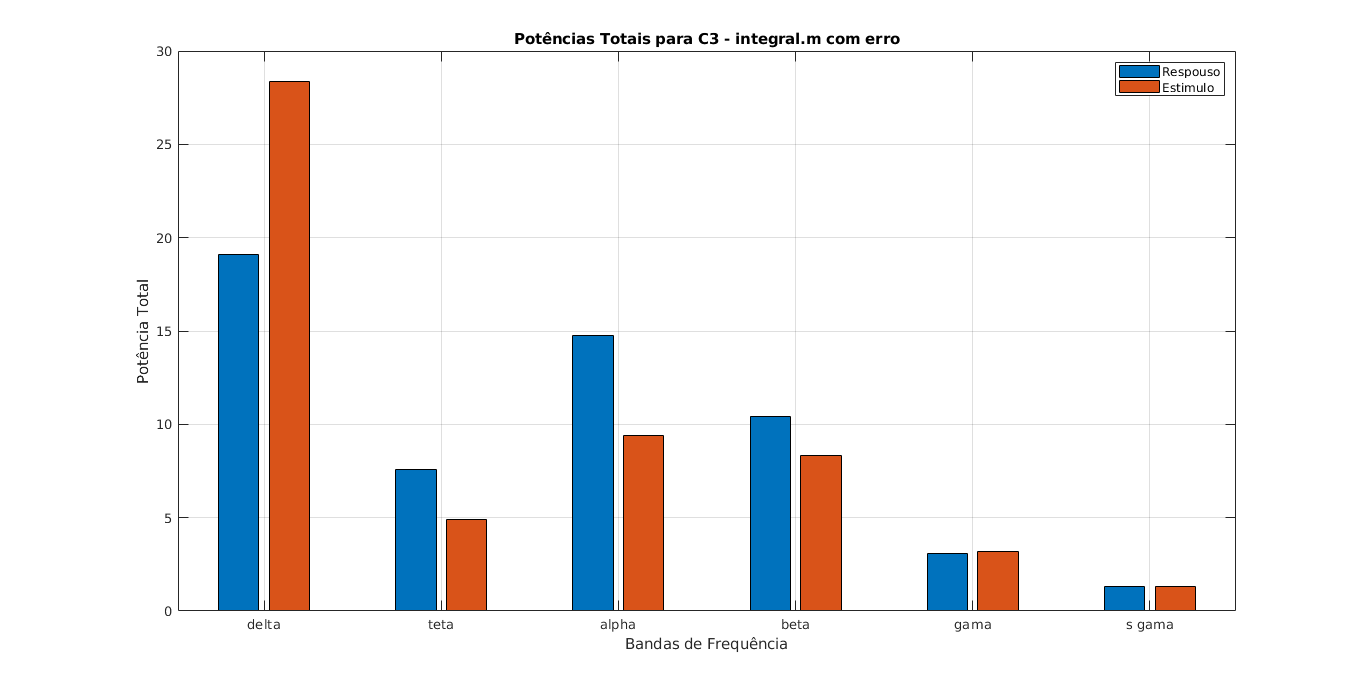 Potências Totais para C3 - integral.m com erro
Respouso
Estimulo
30
25
20
15
10
5
0
Potência Total
delta teta alpha beta gama s gama
Bandas de Frequência